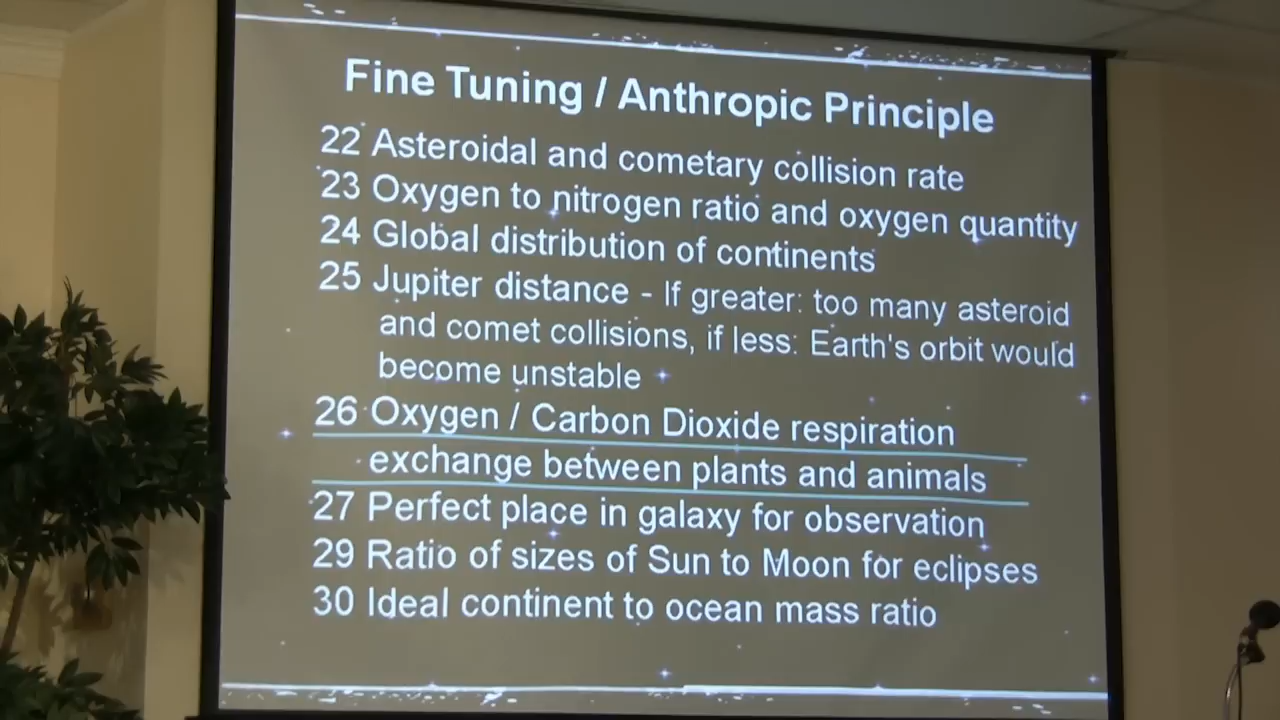 Fine Tuning / Anthropic Principle
22 Asteroidal and cometary collision rate
23 Oxygen to nitrogen ratio and oxygen quantity
24 Global distribution of continents
25 Jupiter distance - If greater: too many asteroid
and comet collisions, if less: Earth's orbit would
become unstable
26 Oxygen / Carbon Dioxide respiration
exchange between plants and animals
27 Perfect place in galaxy for observation
29 Ratio of sizes of Sun to Moon for eclipses
30 Ideal continent to ocean mass ratio